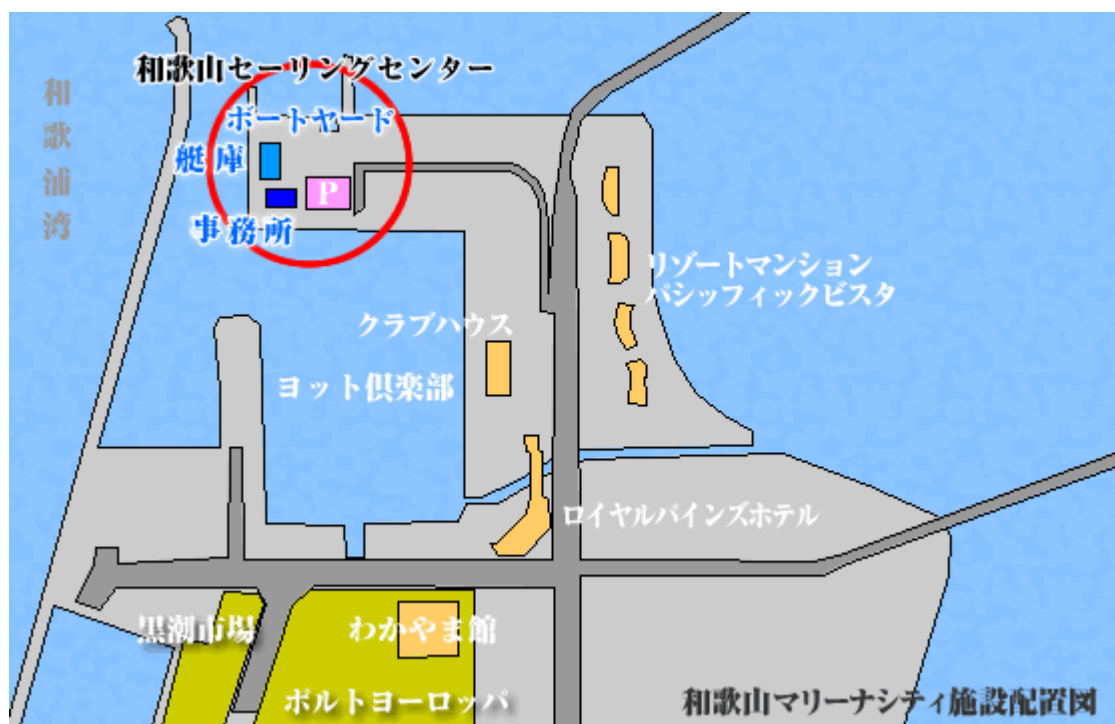 和歌山セーリングセンター
和歌浦湾
ボートヤード
艇庫
P
事務所
リゾートマンション
パシッフィックビスタ
クラブハウス
ヨット倶楽部
ロイヤルパインズホテル
黒潮市場
わかやま館
ポルトヨーロッパ
和歌山マリーナシティ施設配置図